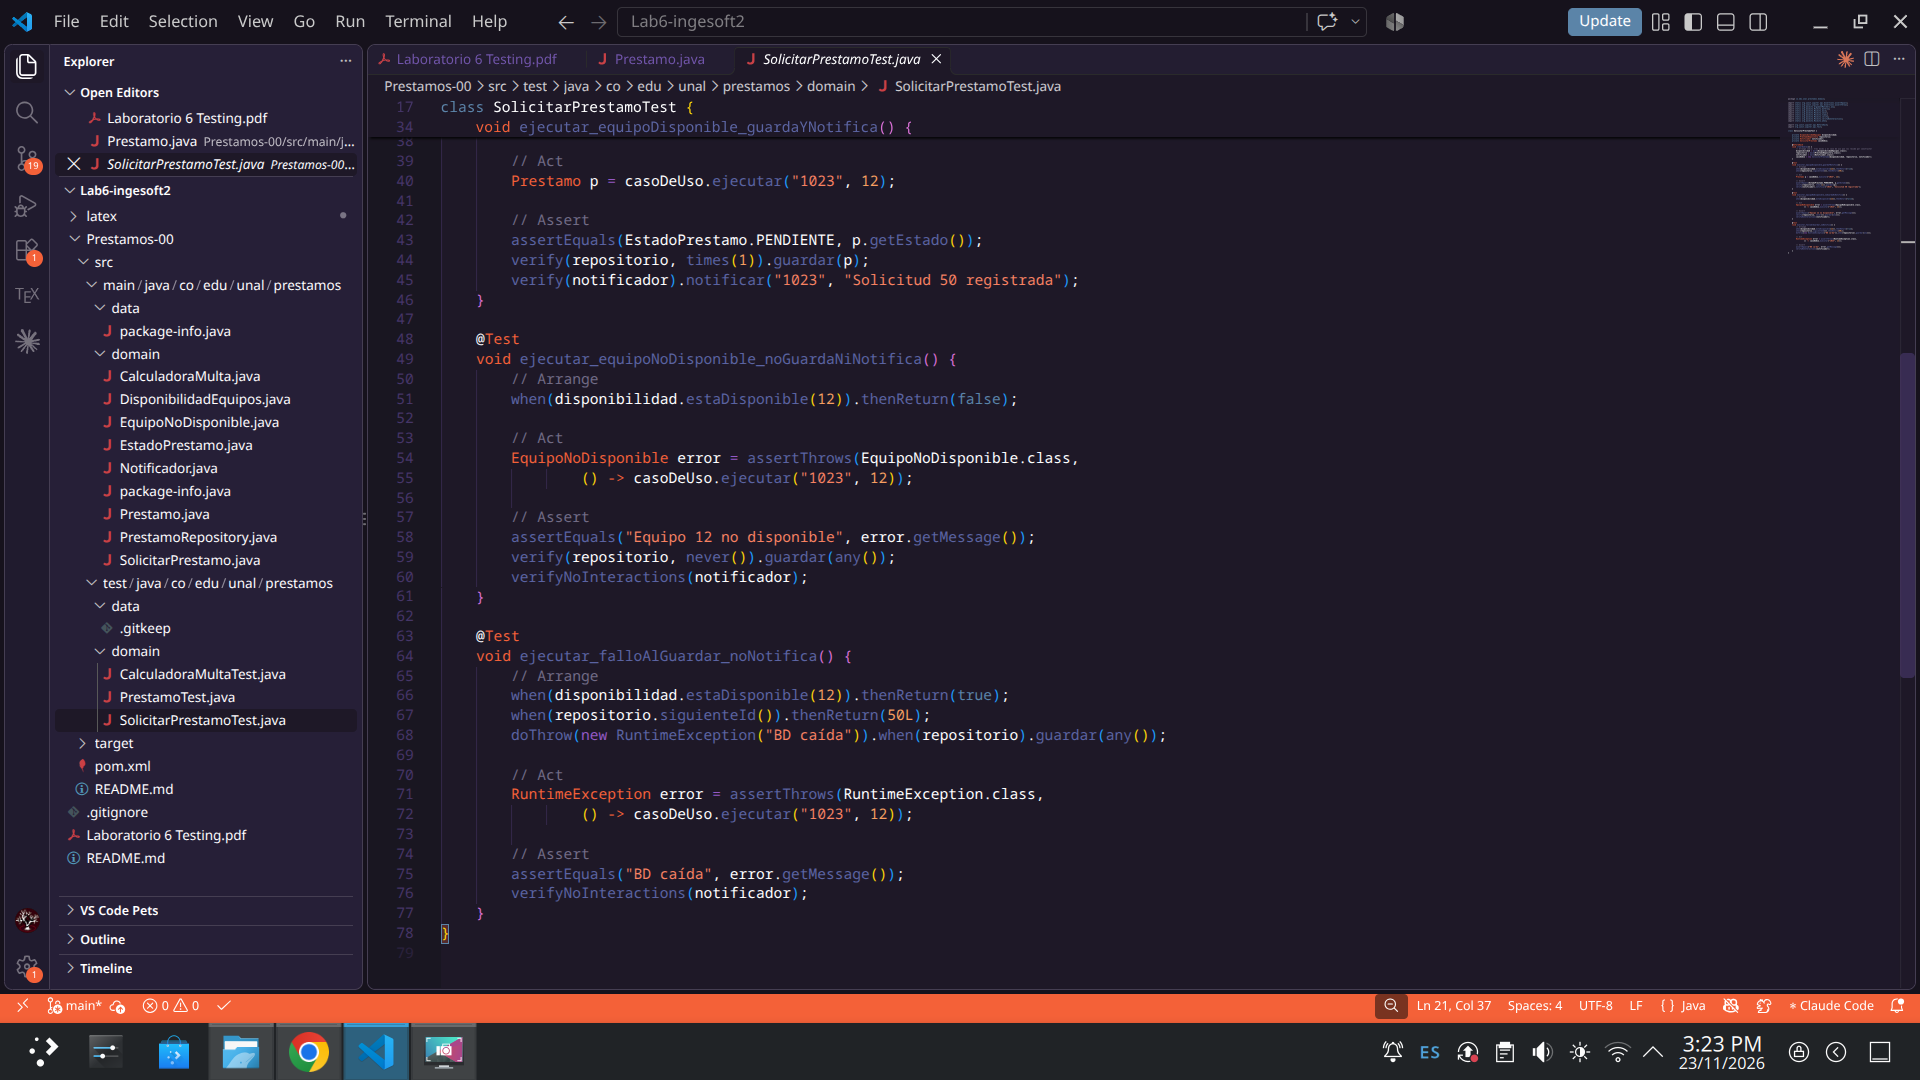 File Edit Selection View Go Run Terminal Help
Lab6-ingesoft2
Update
Explorer
Open Editors
Laboratorio 6 Testing.pdf
Prestamo.java Prestamos-00/src/main/j...
SolicitarPrestamoTest.java Prestamos-00...
Lab6-ingesoft2
latex
Prestamos-00
src
main / java / co / edu / unal / prestamos
data
package-info.java
domain
CalculadoraMulta.java
DisponibilidadEquipos.java
EquipoNoDisponible.java
EstadoPrestamo.java
Notificador.java
package-info.java
Prestamo.java
PrestamoRepository.java
SolicitarPrestamo.java
test / java / co / edu / unal / prestamos
data
.gitkeep
domain
CalculadoraMultaTest.java
PrestamoTest.java
SolicitarPrestamoTest.java
target
pom.xml
README.md
.gitignore
Laboratorio 6 Testing.pdf
README.md
VS Code Pets
Outline
Timeline
19
1
TEX
1
Laboratorio 6 Testing.pdf Prestamo.java SolicitarPrestamoTest.java
Prestamos-00 > src > test > java > co > edu > unal > prestamos > domain > SolicitarPrestamoTest.java
17 class SolicitarPrestamoTest {
34 void ejecutar_equipoDisponible_guardaYNotifica() {
38
39 // Act
40 Prestamo p = casoDeUso.ejecutar("1023", 12);
41
42 // Assert
43 assertEquals(EstadoPrestamo.PENDIENTE, p.getEstado());
44 verify(repositorio, times(1)).guardar(p);
45 verify(notificador).notificar("1023", "Solicitud 50 registrada");
46 }
47
48 @Test
49 void ejecutar_equipoNoDisponible_noGuardaNiNotifica() {
50 // Arrange
51 when(disponibilidad.estaDisponible(12)).thenReturn(false);
52
53 // Act
54 EquipoNoDisponible error = assertThrows(EquipoNoDisponible.class,
55 () -> casoDeUso.ejecutar("1023", 12));
56
57 // Assert
58 assertEquals("Equipo 12 no disponible", error.getMessage());
59 verify(repositorio, never()).guardar(any());
60 verifyNoInteractions(notificador);
61 }
62
63 @Test
64 void ejecutar_falloAlGuardar_noNotifica() {
65 // Arrange
66 when(disponibilidad.estaDisponible(12)).thenReturn(true);
67 when(repositorio.siguienteId()).thenReturn(50L);
68 doThrow(new RuntimeException("BD caída")).when(repositorio).guardar(any());
69
70 // Act
71 RuntimeException error = assertThrows(RuntimeException.class,
72 () -> casoDeUso.ejecutar("1023", 12));
73
74 // Assert
75 assertEquals("BD caída", error.getMessage());
76 verifyNoInteractions(notificador);
77 }
78 }
79
main* 0 0 Ln 21, Col 37 Spaces: 4 UTF-8 LF { } Java Claude Code
ES
3:23 PM
23/11/2026